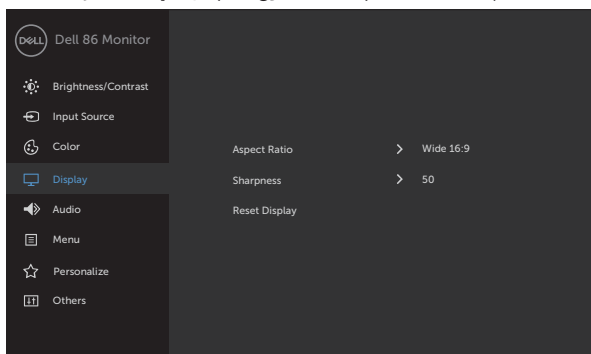 DELL
Dell 86 Monitor
Brightness/Contrast
Input Source
Color
Aspect Ratio > Wide 16:9
Display
Sharpness > 50
Audio
Reset Display
Menu
Personalize
Others